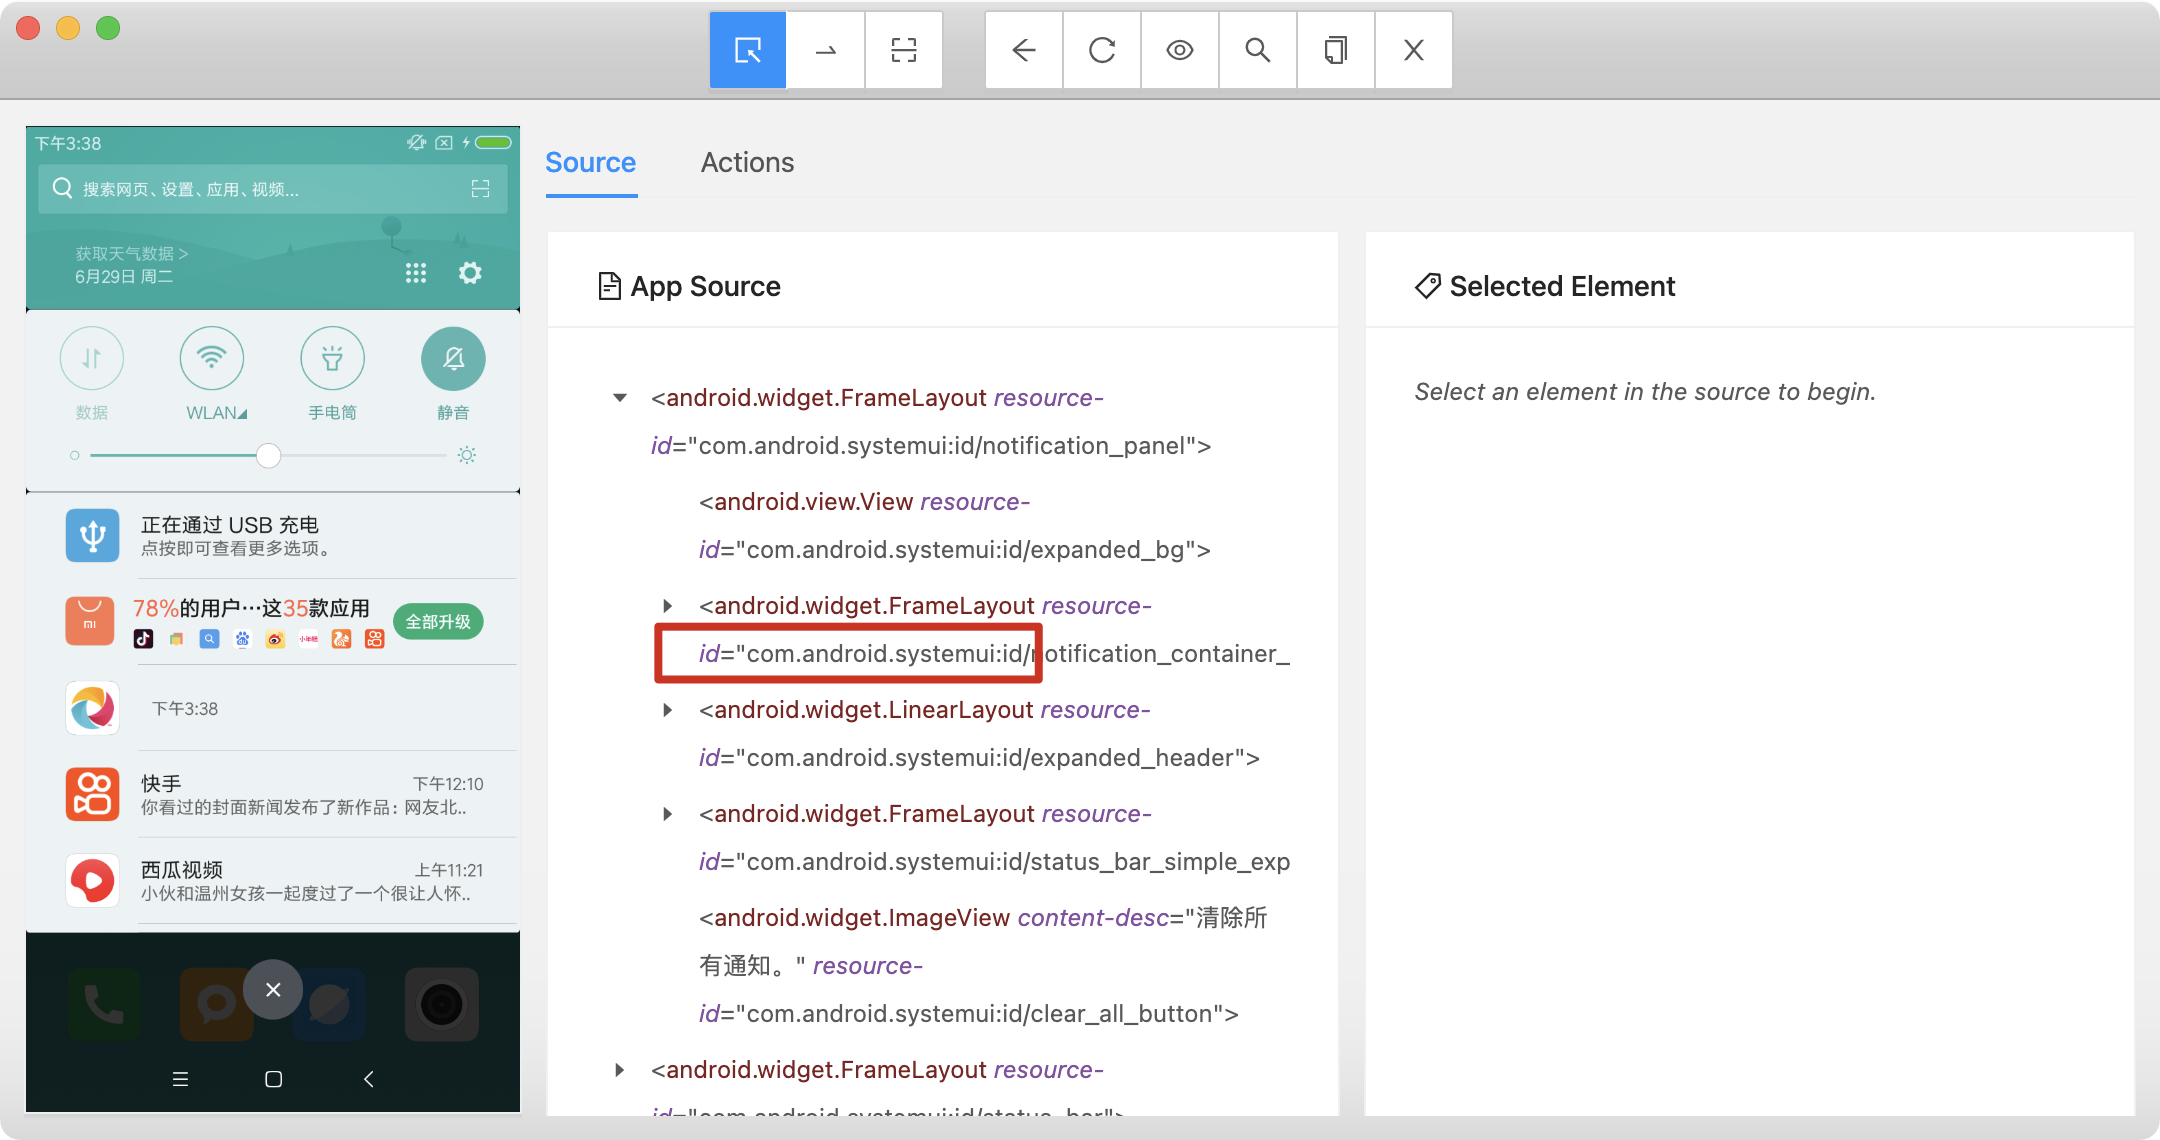 下午3:38
搜索网页、设置、应用、视频...
获取天气数据 >
6月29日 周二
数据
WLAN
手电筒
静音
正在通过 USB 充电
点按即可查看更多选项。
78%的用户···这35款应用
全部升级
下午3:38
快手
下午12:10
你看过的封面新闻发布了新作品：网友北..
西瓜视频
上午11:21
小伙和温州女孩一起度过了一个很让人怀..
Source
Actions
App Source
<android.widget.FrameLayout resource-
id="com.android.systemui:id/notification_panel">
<android.view.View resource-
id="com.android.systemui:id/expanded_bg">
<android.widget.FrameLayout resource-
id="com.android.systemui:id/notification_container_
<android.widget.LinearLayout resource-
id="com.android.systemui:id/expanded_header">
<android.widget.FrameLayout resource-
id="com.android.systemui:id/status_bar_simple_exp
<android.widget.ImageView content-desc="清除所
有通知。" resource-
id="com.android.systemui:id/clear_all_button">
<android.widget.FrameLayout resource-
id="com.android.systemui:id/status_bar">
Selected Element
Select an element in the source to begin.